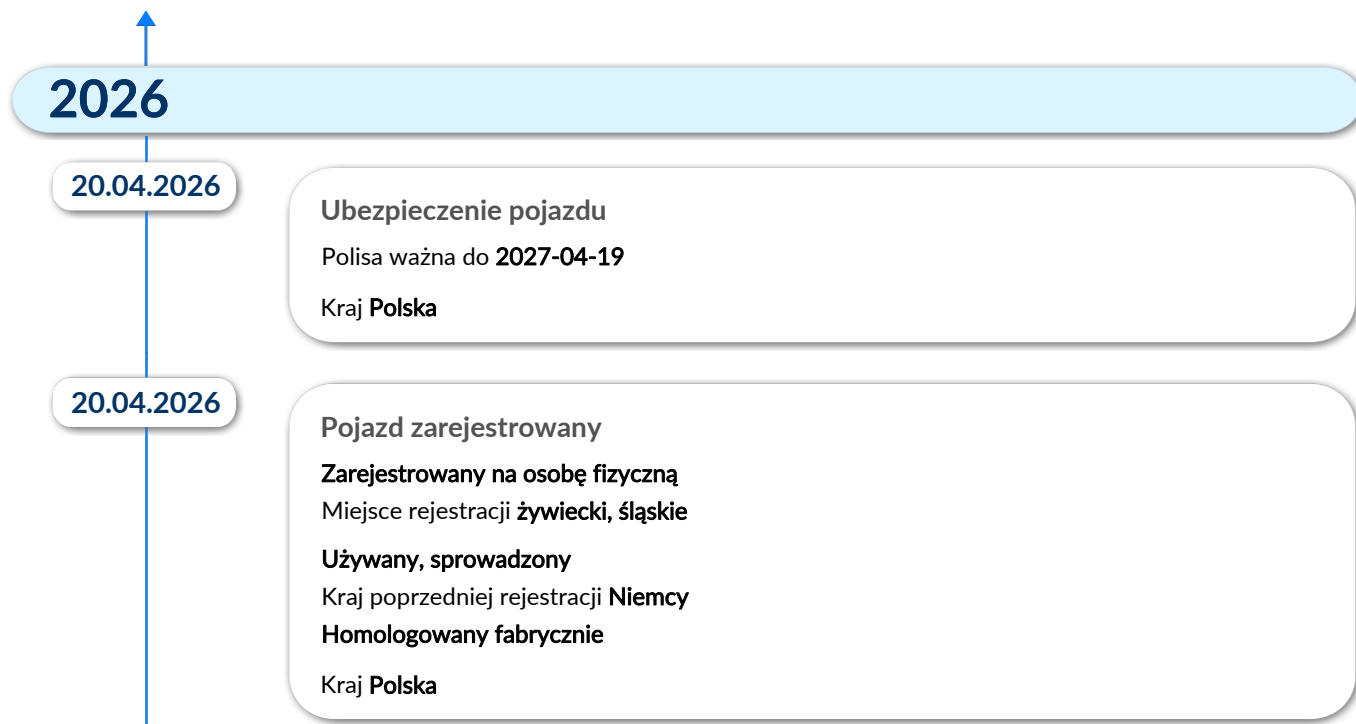 2026
20.04.2026
Ubezpieczenie pojazdu
Polisa ważna do 2027-04-19
Kraj Polska
20.04.2026
Pojazd zarejestrowany
Zarejestrowany na osobę fizyczną
Miejsce rejestracji żywiecki, śląskie
Używany, sprowadzony
Kraj poprzedniej rejestracji Niemcy
Homologowany fabrycznie
Kraj Polska